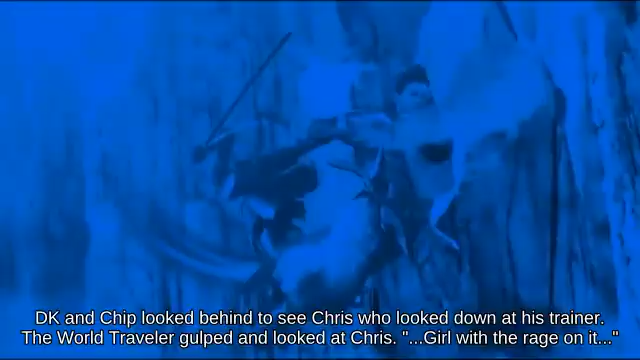 DK and Chip looked behind to see Chris who looked down at his trainer.
The World Traveler gulped and looked at Chris. "...Girl with the rage on it..."